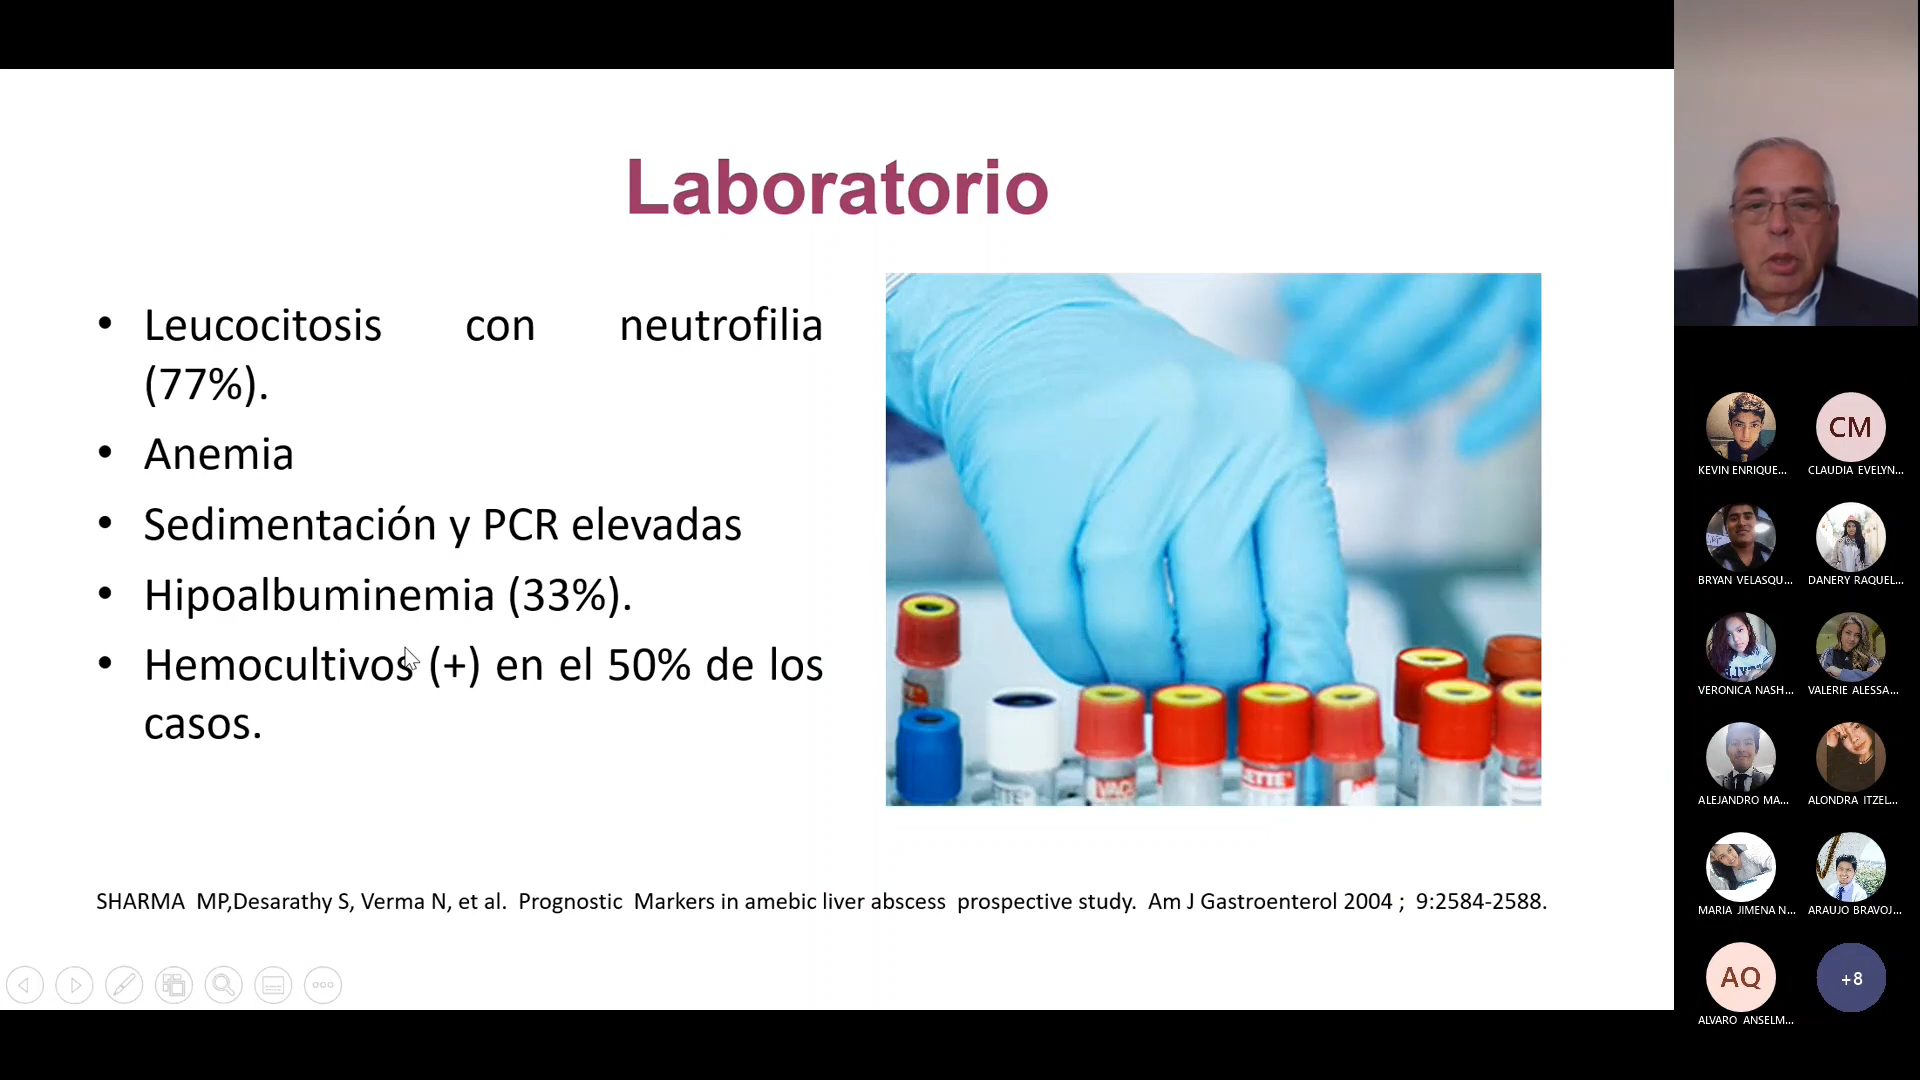 Laboratorio
• Leucocitosis con neutrofilia
(77%).
• Anemia
• Sedimentación y PCR elevadas
• Hipoalbuminemia (33%).
• Hemocultivos (+) en el 50% de los
casos.
SHARMA MP,Desarathy S, Verma N, et al. Prognostic Markers in amebic liver abscess prospective study. Am J Gastroenterol 2004 ; 9:2584-2588.
CM
KEVIN ENRIQUE... CLAUDIA EVELYN...
BRYAN VELASQU... DANERY RAQUEL...
VERONICA NASH... VALERIE ALESSA...
ALEJANDRO MA... ALONDRA ITZEL...
MARIA JIMENA N... ARAUJO BRAVOJ...
AQ +8
ALVARO ANSELM...